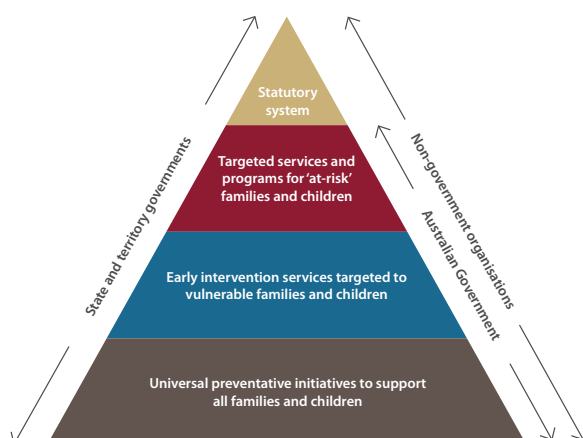 Statutory
system
Targeted services and
programs for ‘at-risk’
families and children
Early intervention services targeted to
vulnerable families and children
Universal preventative initiatives to support
all families and children
State and territory governments
Non-government organisations
Australian Government